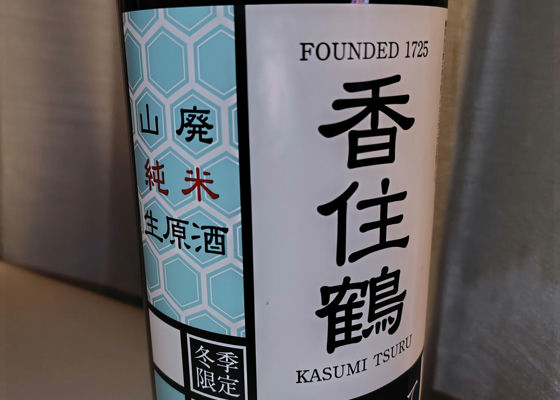 FOUNDED 1725
香住鶴
KASUMI TSURU
山廃
純米
生原酒
冬季
限定